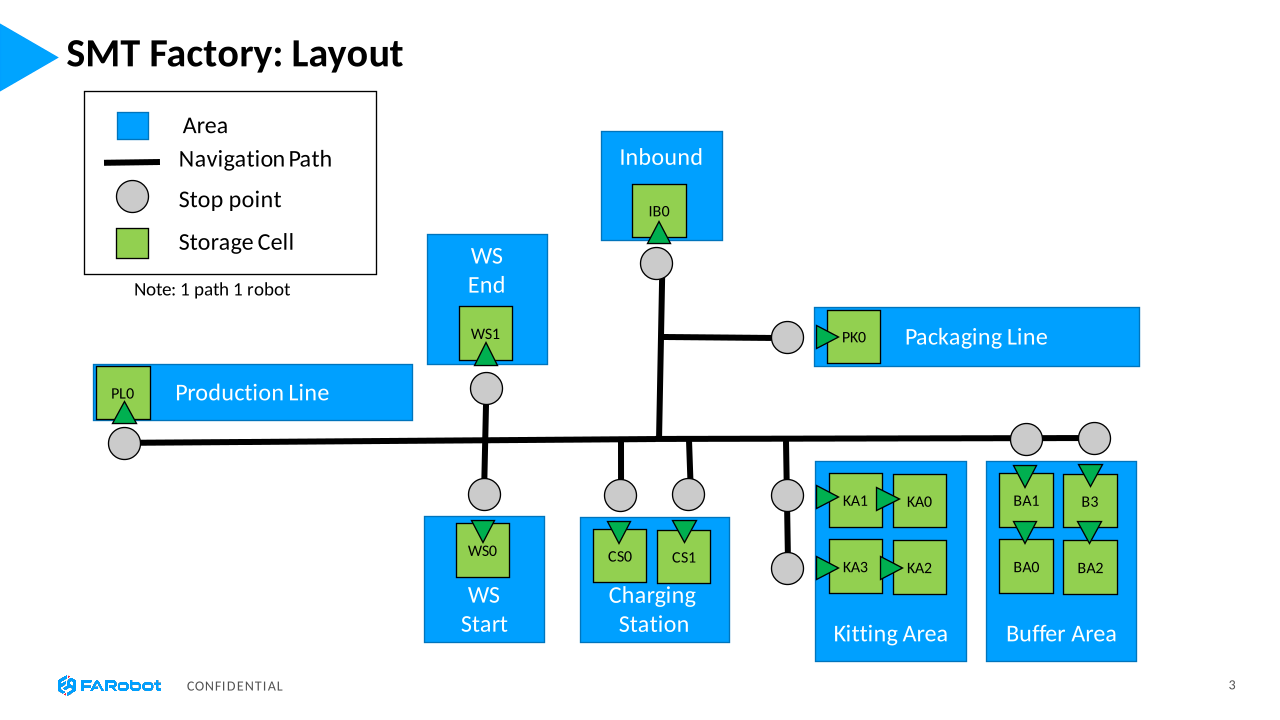 SMT Factory: Layout
Area
Navigation Path
Stop point
Storage Cell
Note: 1 path 1 robot
Inbound
IB0
WS
End
WS1
PK0
Packaging Line
PL0
Production Line
WS0
WS
Start
CS0
CS1
Charging
Station
KA1
KA0
KA3
KA2
Kitting Area
BA1
B3
BA0
BA2
Buffer Area
FARobot
CONFIDENTIAL
3